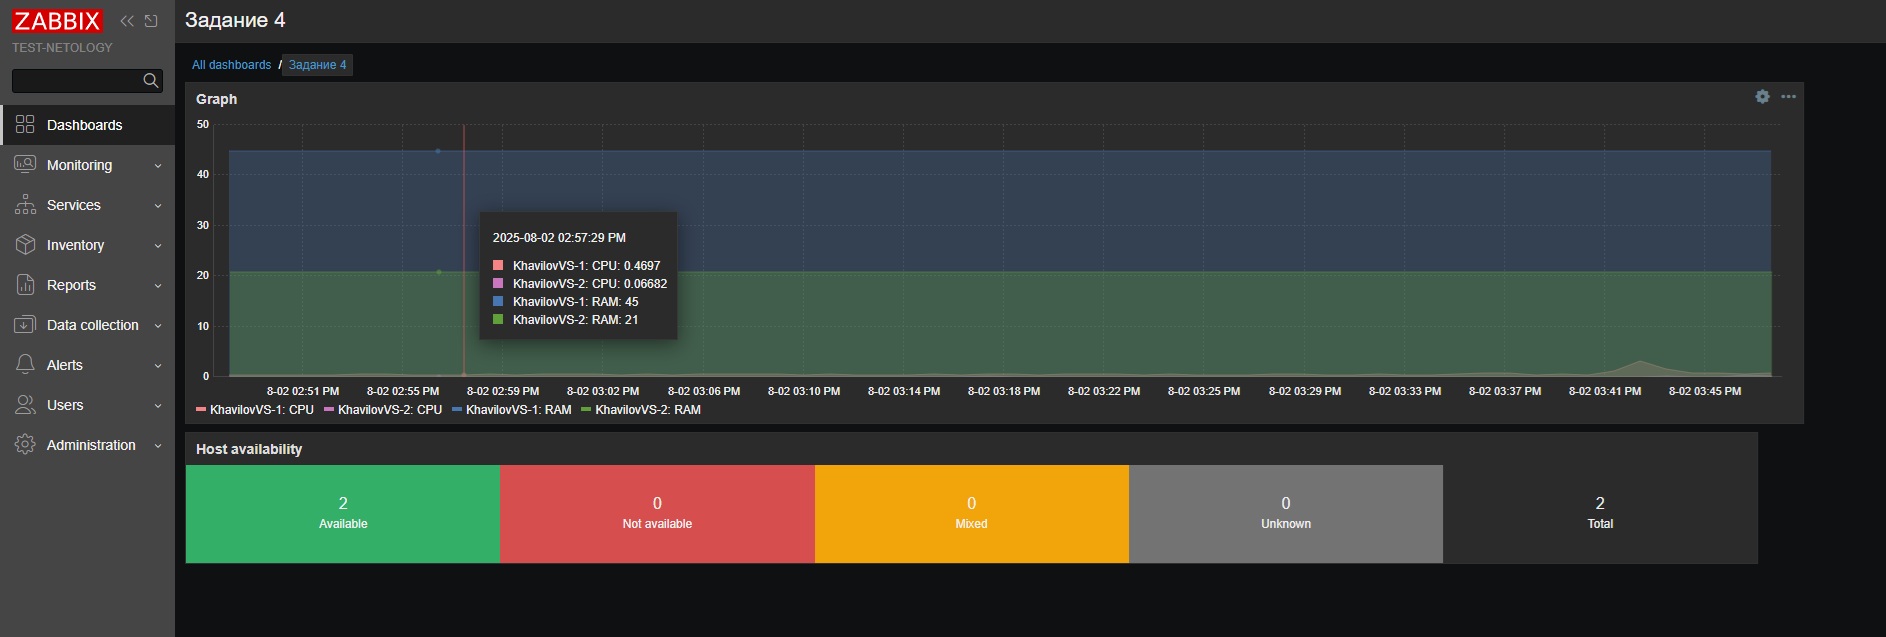 ZABBIX
TEST-NETOLOGY
Dashboards
Monitoring
Services
Inventory
Reports
Data collection
Alerts
Users
Administration
Задание 4
All dashboards / Задание 4
Graph
50
40
30
20
10
0
2025-08-02 02:57:29 PM
KhavilovVS-1: CPU: 0.4697
KhavilovVS-2: CPU: 0.06682
KhavilovVS-1: RAM: 45
KhavilovVS-2: RAM: 21
8-02 02:51 PM 8-02 02:55 PM 8-02 02:59 PM 8-02 03:02 PM 8-02 03:06 PM 8-02 03:10 PM 8-02 03:14 PM 8-02 03:18 PM 8-02 03:22 PM 8-02 03:25 PM 8-02 03:29 PM 8-02 03:33 PM 8-02 03:37 PM 8-02 03:41 PM 8-02 03:45 PM
KhavilovVS-1: CPU KhavilovVS-2: CPU KhavilovVS-1: RAM KhavilovVS-2: RAM
Host availability
2 0 0 0 2
Available Not available Mixed Unknown Total